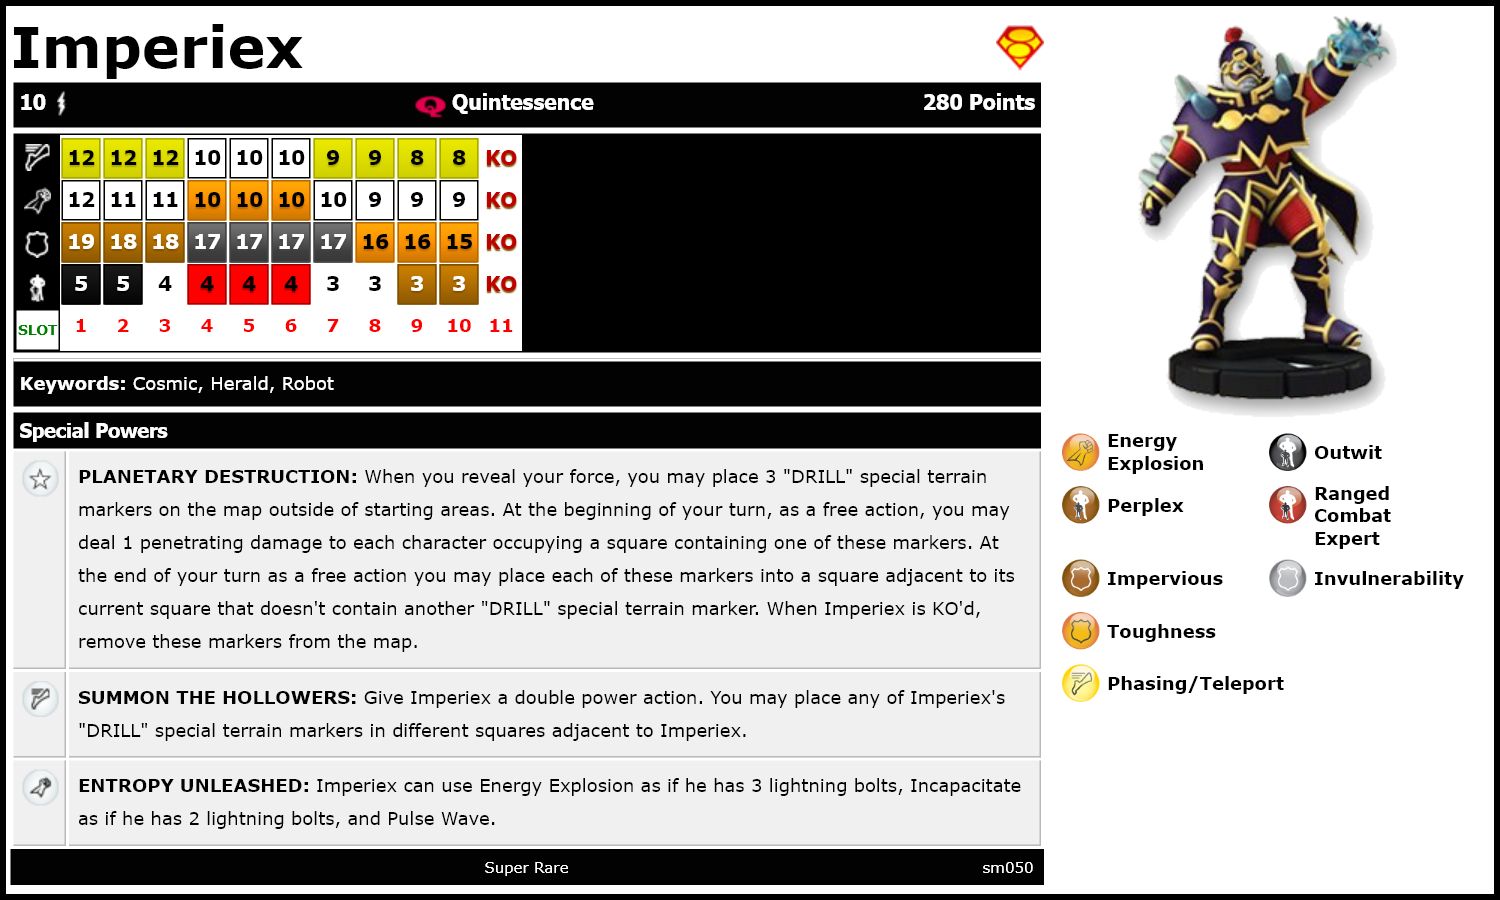 Imperiex
10 Quintessence 280 Points
12 12 12 10 10 10 9 9 8 8 KO
12 11 11 10 10 10 10 9 9 9 KO
19 18 18 17 17 17 17 16 16 15 KO
5 5 4 4 4 4 3 3 3 3 KO
SLOT 1 2 3 4 5 6 7 8 9 10 11
Keywords: Cosmic, Herald, Robot
Special Powers
PLANETARY DESTRUCTION: When you reveal your force, you may place 3 "DRILL" special terrain
markers on the map outside of starting areas. At the beginning of your turn, as a free action, you may
deal 1 penetrating damage to each character occupying a square containing one of these markers. At
the end of your turn as a free action you may place each of these markers into a square adjacent to its
current square that doesn't contain another "DRILL" special terrain marker. When Imperiex is KO'd,
remove these markers from the map.
SUMMON THE HOLLOWERS: Give Imperiex a double power action. You may place any of Imperiex's
"DRILL" special terrain markers in different squares adjacent to Imperiex.
ENTROPY UNLEASHED: Imperiex can use Energy Explosion as if he has 3 lightning bolts, Incapacitate
as if he has 2 lightning bolts, and Pulse Wave.
Super Rare sm050
Energy
Explosion
Outwit
Perplex
Ranged
Combat
Expert
Impervious
Invulnerability
Toughness
Phasing/Teleport